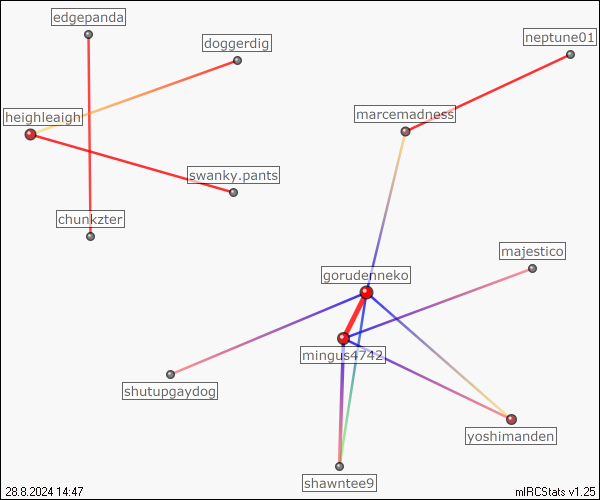 edgepanda
doggerdig
neptune01
heighleaigh
marcemadness
swanky.pants
chunkzter
majestico
gorudenneko
mingus4742
shutupgaydog
yoshimanden
shawntee9
28.8.2024 14:47
mIRCStats v1.25